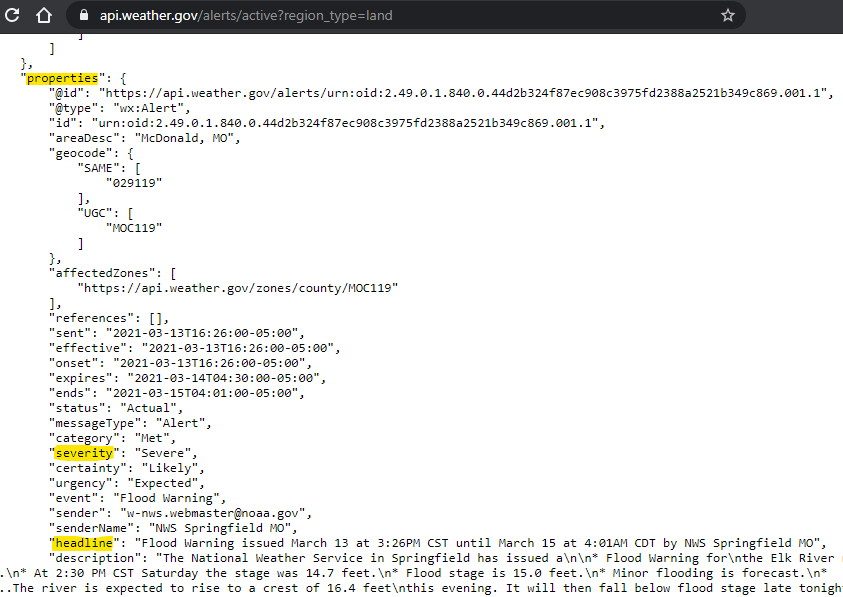 api.weather.gov/alerts/active?region_type=land
]
]
},
"properties": {
"@id": "https://api.weather.gov/alerts/urn:oid:2.49.0.1.840.0.44d2b324f87ec908c3975fd2388a2521b349c869.001.1",
"@type": "wx:Alert",
"id": "urn:oid:2.49.0.1.840.0.44d2b324f87ec908c3975fd2388a2521b349c869.001.1",
"areaDesc": "McDonald, MO",
"geocode": {
"SAME": [
"029119"
],
"UGC": [
"MOC119"
]
},
"affectedZones": [
"https://api.weather.gov/zones/county/MOC119"
],
"references": [],
"sent": "2021-03-13T16:26:00-05:00",
"effective": "2021-03-13T16:26:00-05:00",
"onset": "2021-03-13T16:26:00-05:00",
"expires": "2021-03-14T04:30:00-05:00",
"ends": "2021-03-15T04:01:00-05:00",
"status": "Actual",
"messageType": "Alert",
"category": "Met",
"severity": "Severe",
"certainty": "Likely",
"urgency": "Expected",
"event": "Flood Warning",
"sender": "w-nws.webmaster@noaa.gov",
"senderName": "NWS Springfield MO",
"headline": "Flood Warning issued March 13 at 3:26PM CST until March 15 at 4:01AM CDT by NWS Springfield MO",
"description": "The National Weather Service in Springfield has issued a\n\n* Flood Warning for\nthe Elk River
.\n* At 2:30 PM CST Saturday the stage was 14.7 feet.\n* Flood stage is 15.0 feet.\n* Minor flooding is forecast.\n*
..The river is expected to rise to a crest of 16.4 feet\nthis evening. It will then fall below flood stage late tonigh